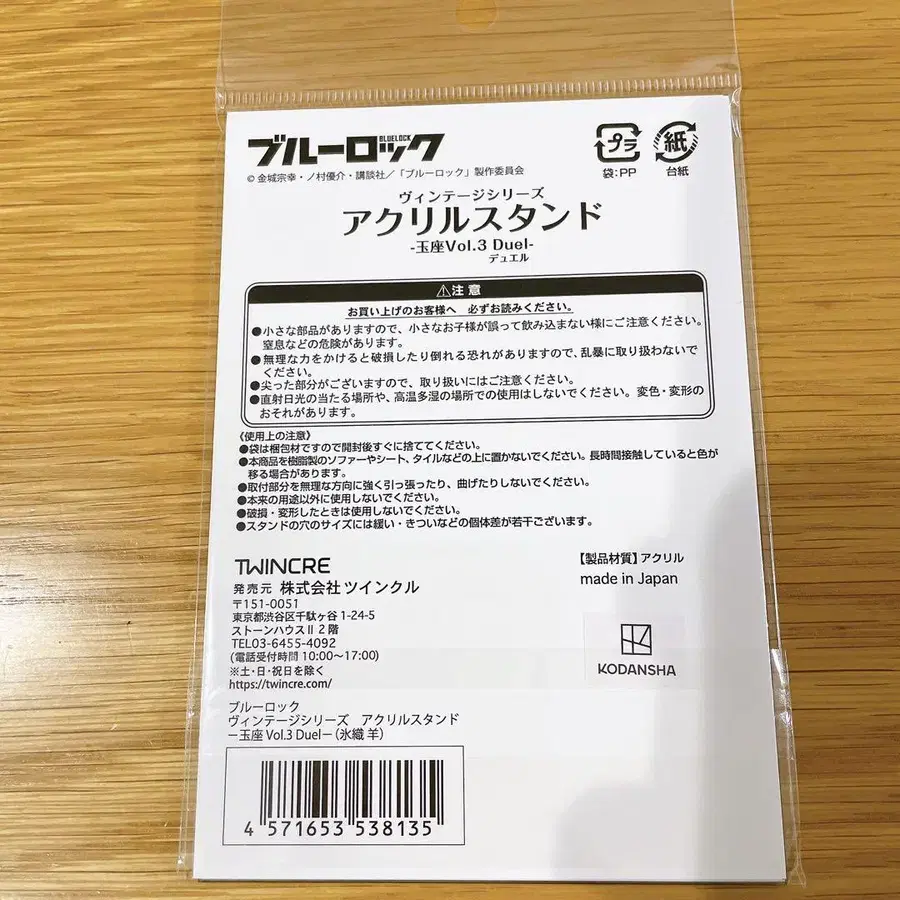 ブルーロック
BLUELOCK
© 金城宗幸・ノ村優介・講談社／「ブルーロック」製作委員会
プラ
袋:PP
紙
台紙
ヴィンテージシリーズ
アクリルスタンド
-玉座Vol.3 Duel-
デュエル
⚠注意
お買い上げのお客様へ 必ずお読みください。
●小さな部品がありますので、小さなお子様が誤って飲み込まない様にご注意ください。
窒息などの危険があります。
●無理な力をかけると破損したり倒れる恐れがありますので、乱暴に取り扱わないで
ください。
●尖った部分がございますので、取り扱いにはご注意ください。
●直射日光の当たる場所や、高温多湿の場所での使用はしないでください。変色・変形の
おそれがあります。
《使用上の注意》
●袋は梱包材ですので開封後すぐに捨ててください。
●本商品を樹脂製のソファーやシート、タイルなどの上に置かないでください。長時間接触していると色が
移る場合があります。
●取付部分を無理な方向に強く引っ張ったり、曲げたりしないでください。
●本来の用途以外に使用しないでください。
●破損・変形したときは使用しないでください。
●スタンドの穴のサイズには緩い・きついなどの個体差が若干ございます。
TWINCRE
発売元 株式会社ツインクル
〒151-0051
東京都渋谷区千駄ヶ谷 1-24-5
ストーンハウスⅡ 2階
TEL03-6455-4092
(電話受付時間 10:00～17:00)
※土・日・祝日を除く
https://twincre.com/
【製品材質】アクリル
made in Japan
KODANSHA
ブルーロック
ヴィンテージシリーズ アクリルスタンド
－玉座 Vol.3 Duel－(氷織 羊)
4 571653 538135